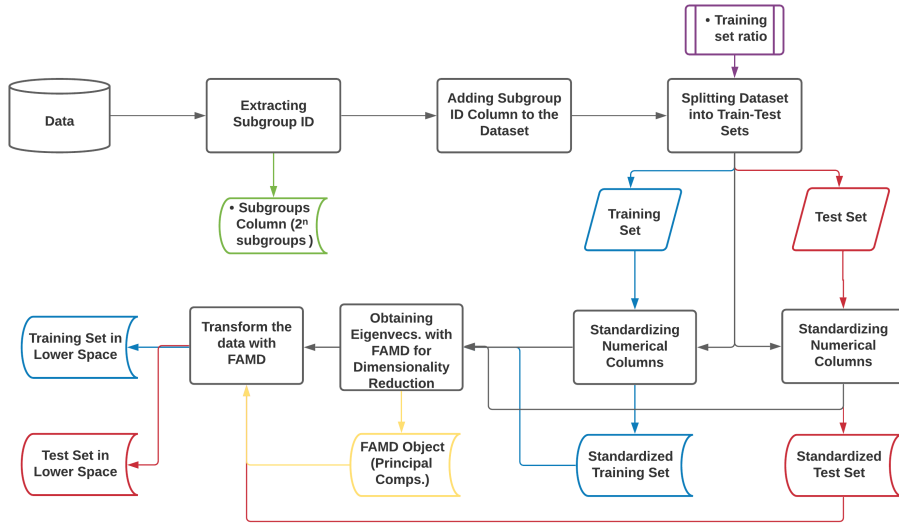 • Training
set ratio
Data
Extracting
Subgroup ID
Adding Subgroup
ID Column to the
Dataset
Splitting Dataset
into Train-Test
Sets
• Subgroups
Column (2ⁿ
subgroups )
Training
Set
Test Set
Training Set in
Lower Space
Transform the
data with
FAMD
Obtaining
Eigenvecs. with
FAMD for
Dimensionality
Reduction
Standardizing
Numerical
Columns
Standardizing
Numerical
Columns
Test Set in
Lower Space
FAMD Object
(Principal
Comps.)
Standardized
Training Set
Standardized
Test Set